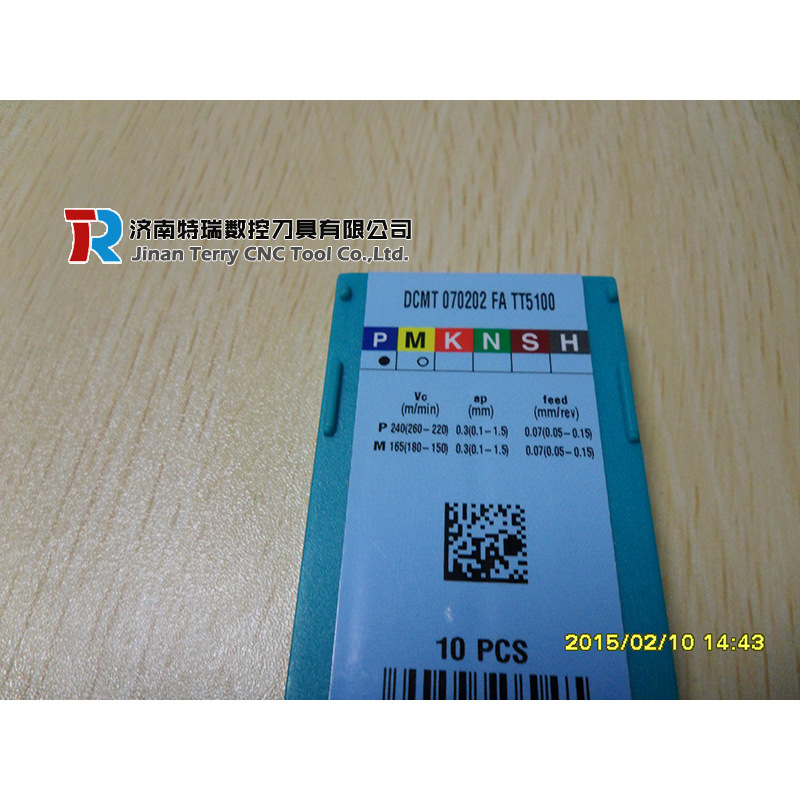 TR
济南特瑞数控刀具有限公司
Jinan Terry CNC Tool Co.,Ltd.
DCMT 070202 FA TT5100
P M K N S H
Vc ap feed
(m/min) (mm) (mm/rev)
P 240(260-220) 0.3(0.1-1.5) 0.07(0.05-0.15)
M 165(180-150) 0.3(0.1-1.5) 0.07(0.05-0.15)
10 PCS
2015/02/10 14:43